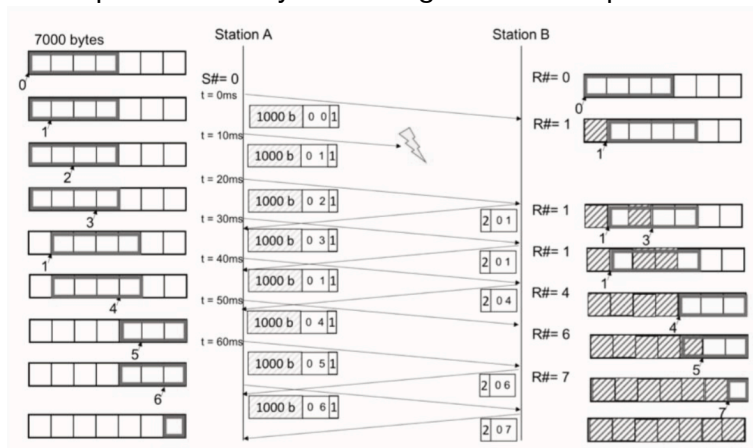 Station A
Station B
7000 bytes
S#= 0
R#= 0
t = 0ms
0
0
1000 b 0 0 1
R#= 1
t = 10ms
1
1000 b 0 1 1
1
t = 20ms
2
1000 b 0 2 1
R#= 1
2 0 1
t = 30ms
3
1 3
1000 b 0 3 1
R#= 1
2 0 1
t = 40ms
1
1
1000 b 0 1 1
R#= 4
2 0 4
t = 50ms
4
1000 b 0 4 1
4
R#= 6
t = 60ms
5
1000 b 0 5 1
5
R#= 7
2 0 6
6
1000 b 0 6 1
7
2 0 7